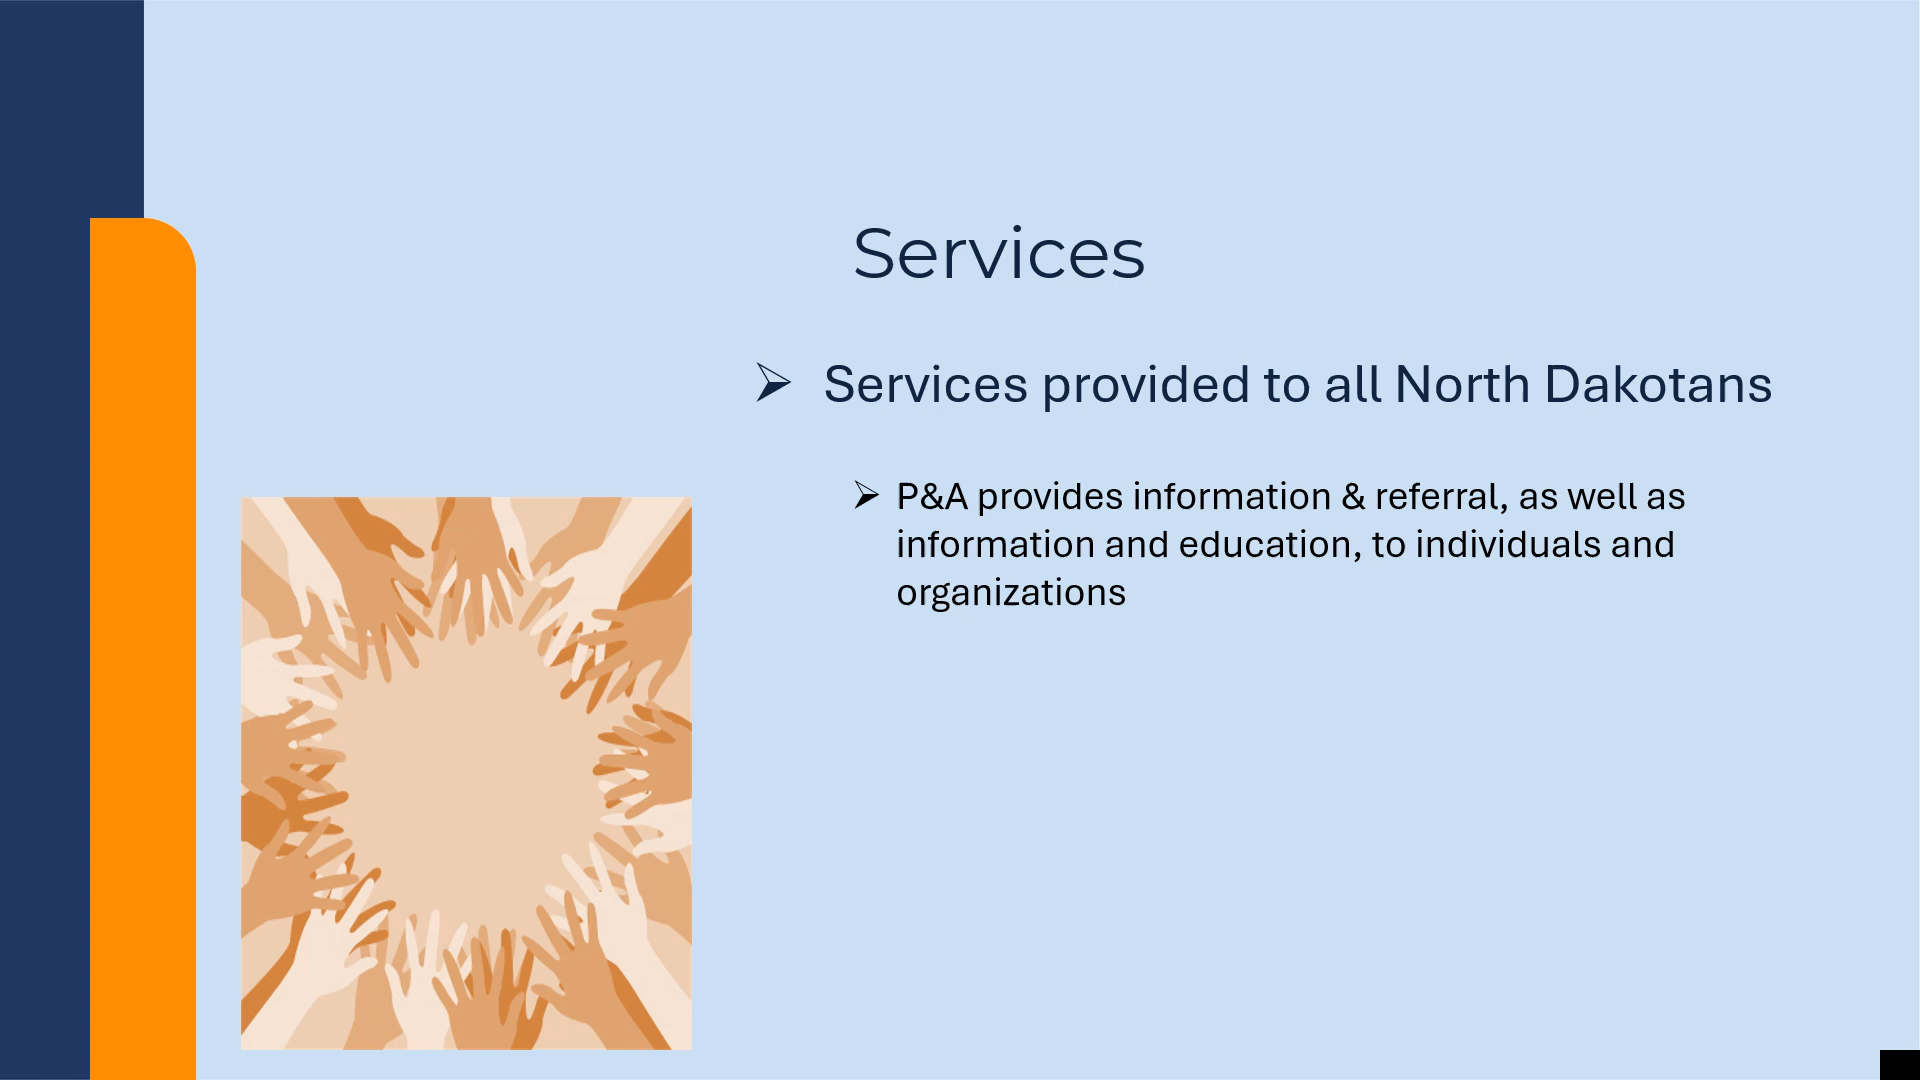 Services
➢ Services provided to all North Dakotans
➢ P&A provides information & referral, as well as
information and education, to individuals and
organizations